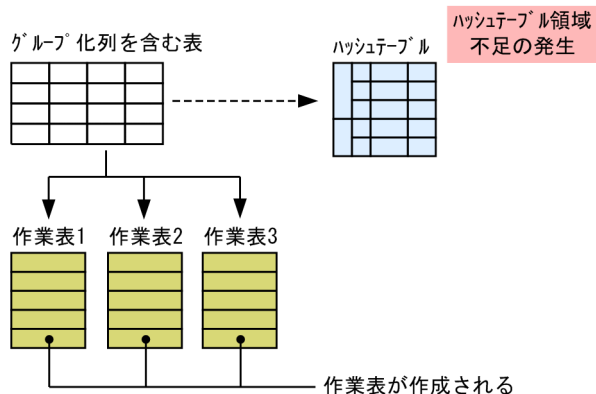 ﾊｯｼｭﾃｰﾌﾞﾙ領域
不足の発生
ｸﾞﾙｰﾌﾟ化列を含む表
ﾊｯｼｭﾃｰﾌﾞﾙ
作業表1
作業表2
作業表3
作業表が作成される